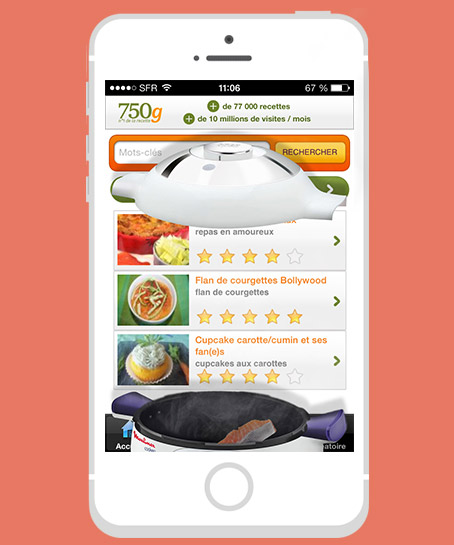 SFR 11:06 67 %
750g
n°1 de la recette
de 77 000 recettes
de 10 millions de visites / mois
Mots-clés
RECHERCHER
repas en amoureux
Flan de courgettes Bollywood
flan de courgettes
Cupcake carotte/cumin et ses
fan(e)s
cupcakes aux carottes
Moulinex